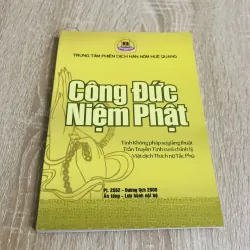 TRUNG TÂM PHIÊN DỊCH HÁN NÔM HUỆ QUANG
Công Đức
Niệm Phật
Tịnh Không pháp sư giảng thuật
Trần Truyền Tịnh cư sĩ chỉnh lý
Việt dịch Thích nữ Tắc Phú
PL. 2552 - Dương lịch 2008
Ấn tống - Lưu hành nội bộ